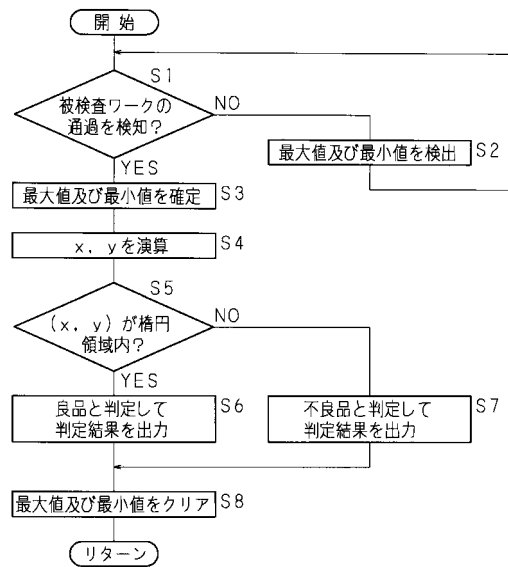 開 始
S1
被検査ワークの
通過を検知?
NO
YES
最大値及び最小値を検出
S2
最大値及び最小値を確定
S3
x, yを演算
S4
S5
(x, y)が楕円
領域内?
NO
YES
良品と判定して
判定結果を出力
S6
不良品と判定して
判定結果を出力
S7
最大値及び最小値をクリア
S8
リターン